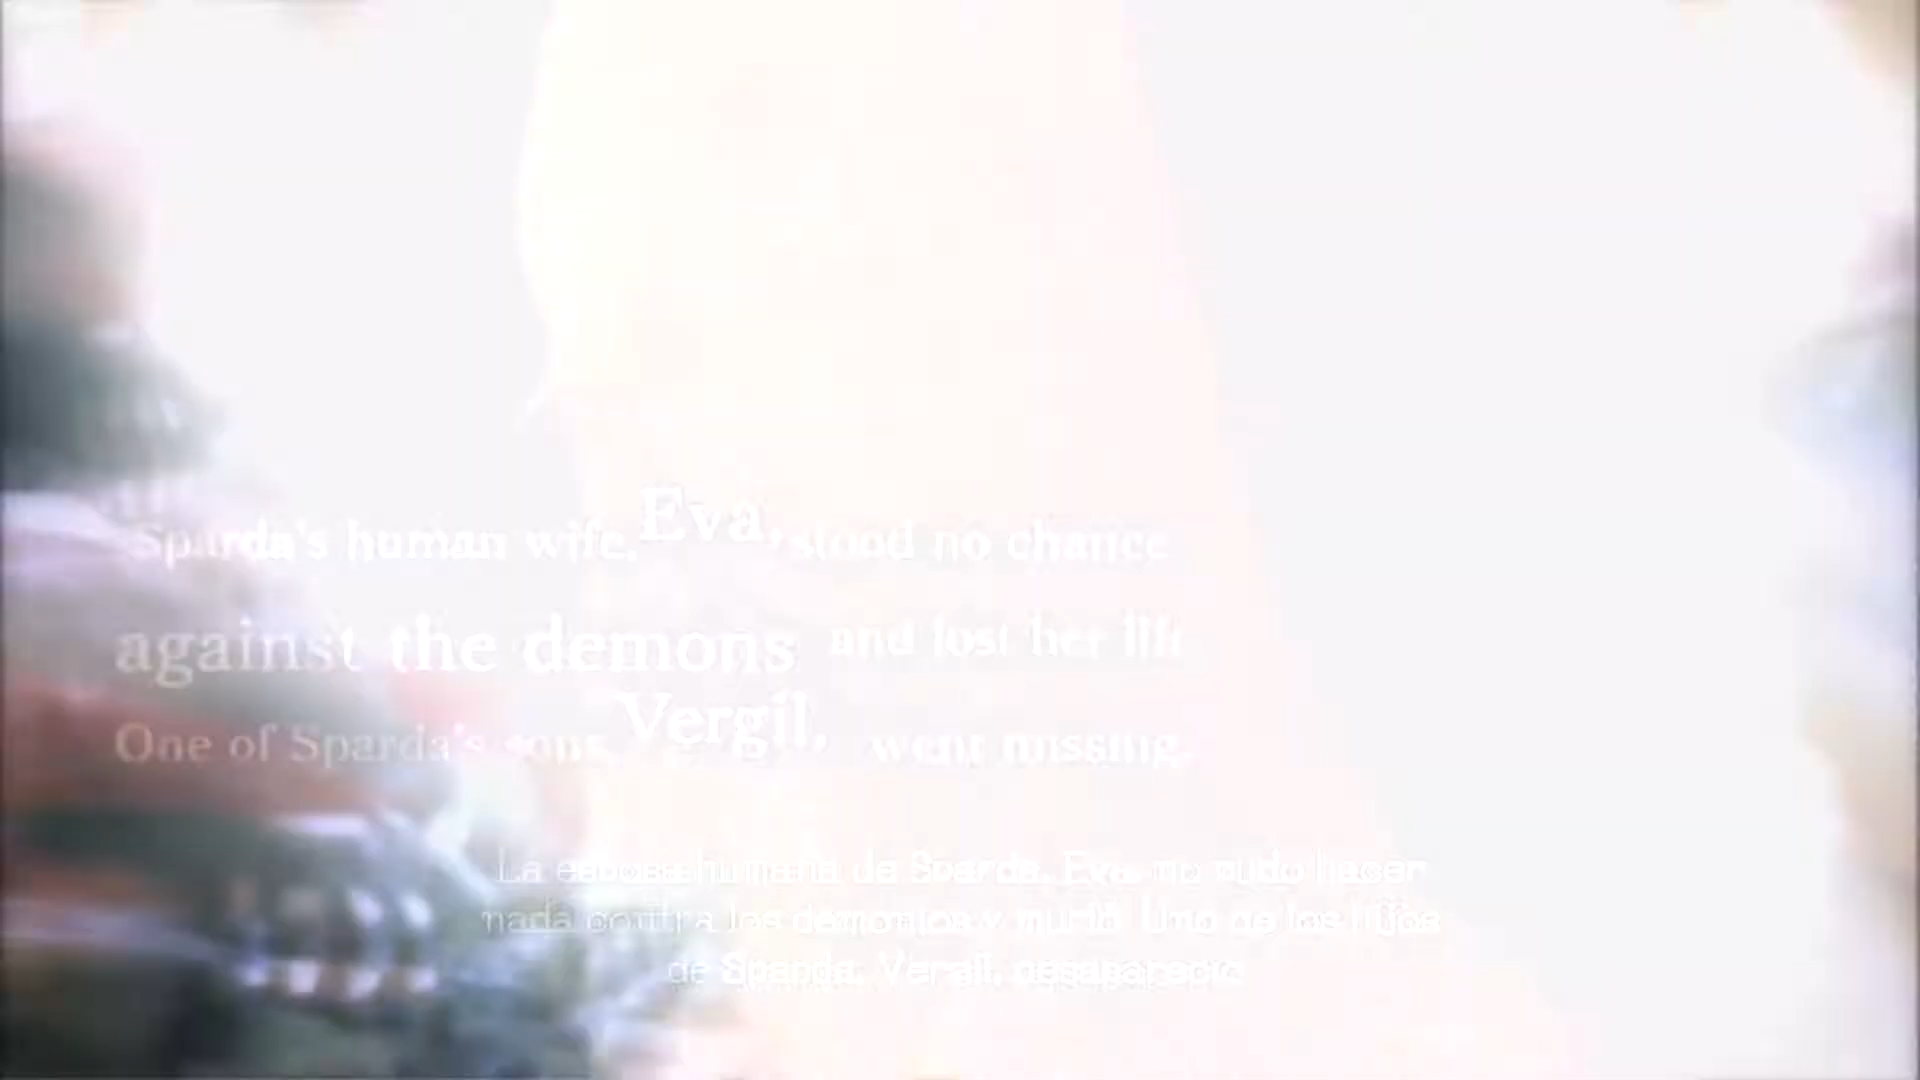 Sparda's human wife, Eva, stood no chance
against the demons and lost her life
One of Sparda's sons, Vergil, went missing.
La esposa humana de Sparda, Eva, no pudo hacer
nada contra los demonios y murió. Uno de los hijos
de Sparda, Vergil, desapareció